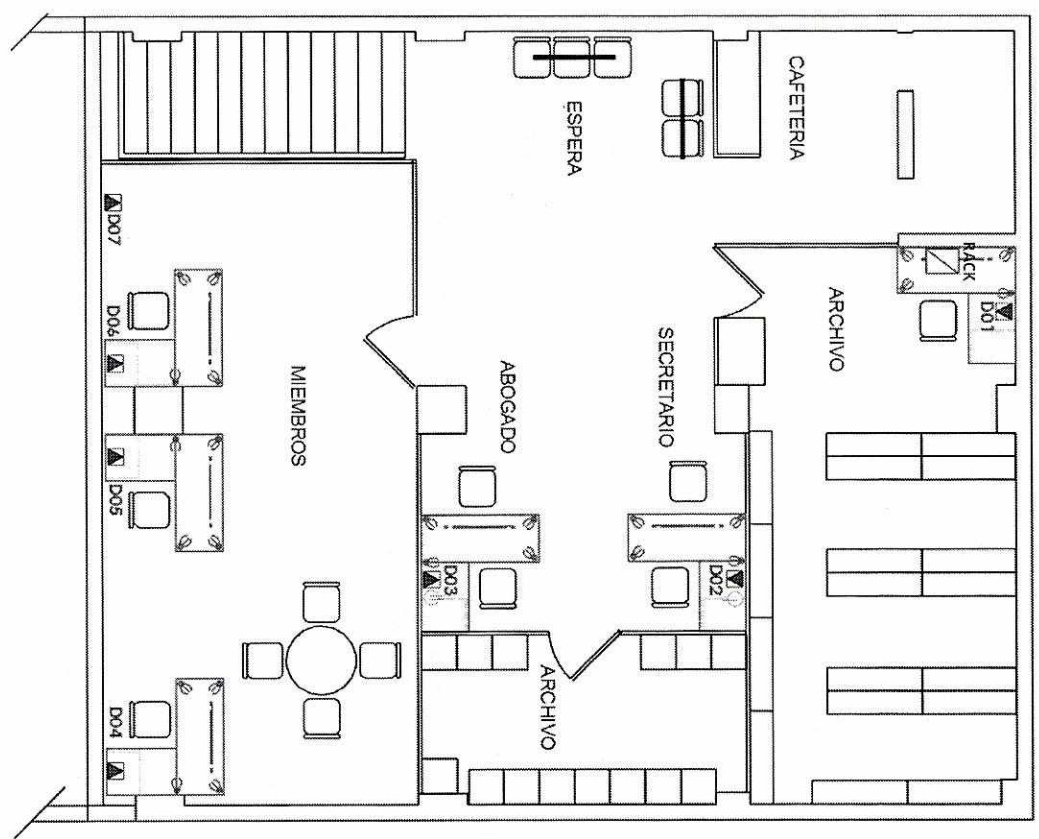 CAFETERIA
ESPERA
RACK
D01
ARCHIVO
SECRETARIO
ABOGADO
MIEMBROS
D07
D06
D05
D04
D03
D02
ARCHIVO